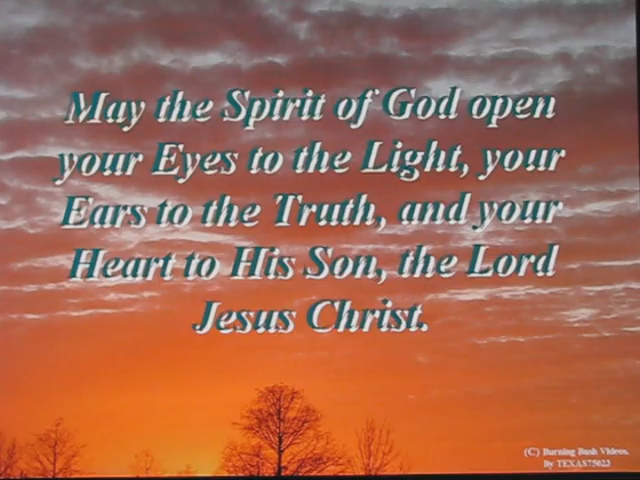 May the Spirit of God open
your Eyes to the Light, your
Ears to the Truth, and your
Heart to His Son, the Lord
Jesus Christ.
(C) Burning Bush Videos.
By TEXAS75023